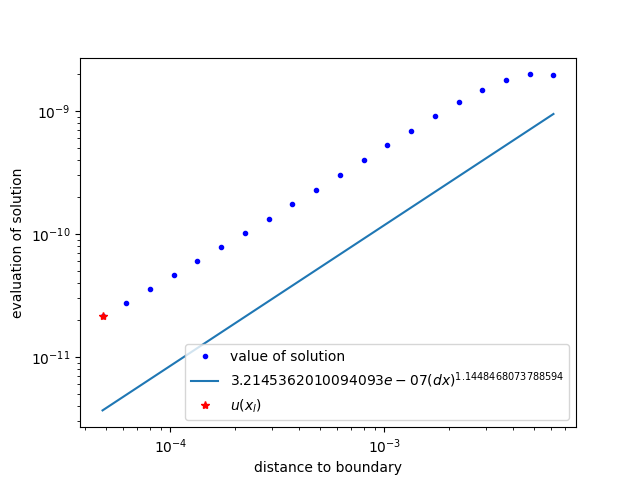 10⁻⁹
10⁻¹⁰
10⁻¹¹
evaluation of solution
value of solution
3.2145362010094093e − 07(dx)^1.1448468073788594
u(x_I)
10⁻⁴
10⁻³
distance to boundary